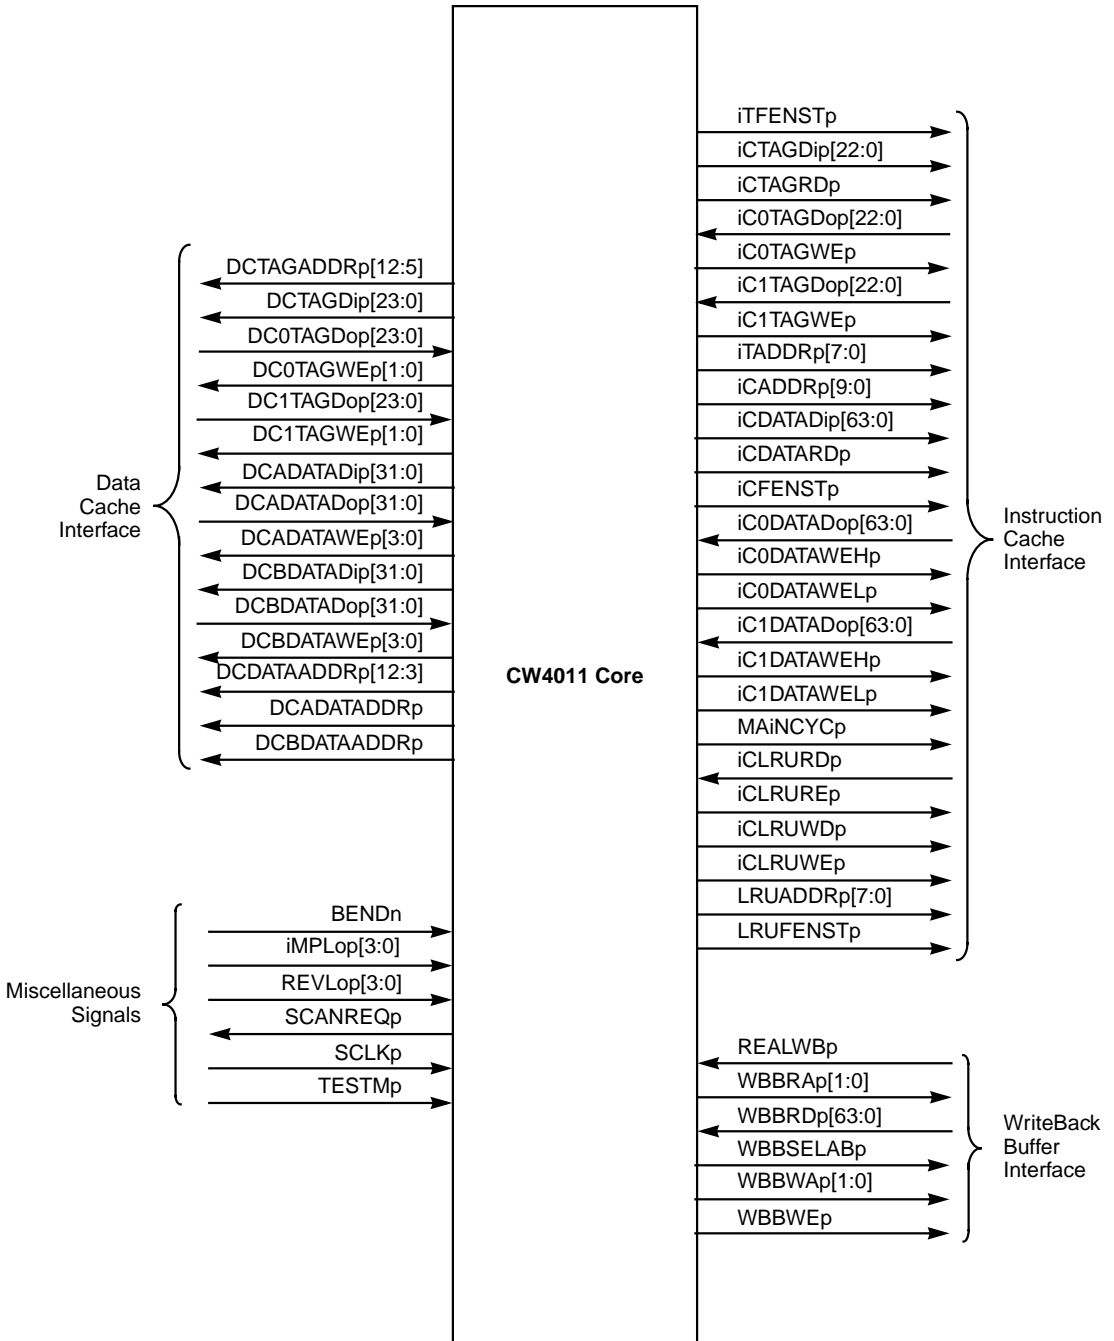 DCTAGADDRp[12:5]
DCTAGDip[23:0]
DC0TAGDop[23:0]
DC0TAGWEp[1:0]
DC1TAGDop[23:0]
DC1TAGWEp[1:0]
DCADATADip[31:0]
DCADATADop[31:0]
DCADATAWEp[3:0]
DCBDATADip[31:0]
DCBDATADop[31:0]
DCBDATAWEp[3:0]
DCDATAADDRp[12:3]
DCADATADDRp
DCBDATAADDRp
Data
Cache
Interface
BENDn
iMPLop[3:0]
REVLop[3:0]
SCANREQp
SCLKp
TESTMp
Miscellaneous
Signals
CW4011 Core
iTFENSTp
iCTAGDip[22:0]
iCTAGRDp
iC0TAGDop[22:0]
iC0TAGWEp
iC1TAGDop[22:0]
iC1TAGWEp
iTADDRp[7:0]
iCADDRp[9:0]
iCDATADip[63:0]
iCDATARDp
iCFENSTp
iC0DATADop[63:0]
iC0DATAWEHp
iC0DATAWELp
iC1DATADop[63:0]
iC1DATAWEHp
iC1DATAWELp
MAiNCYCp
iCLRURDp
iCLRUREp
iCLRUWDp
iCLRUWEp
LRUADDRp[7:0]
LRUFENSTp
Instruction
Cache
Interface
REALWBp
WBBRAp[1:0]
WBBRDp[63:0]
WBBSELABp
WBBWAp[1:0]
WBBWEp
WriteBack
Buffer
Interface